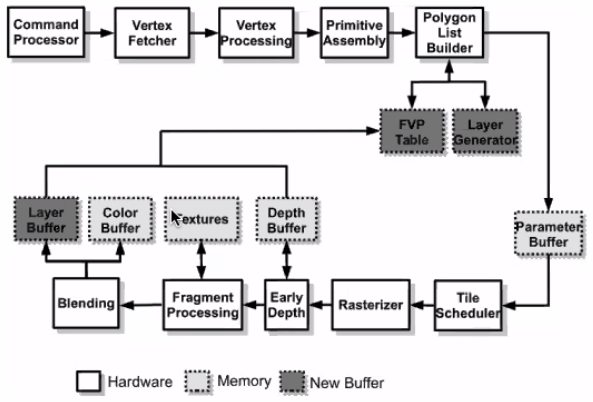 Command
Processor
Vertex
Fetcher
Vertex
Processing
Primitive
Assembly
Polygon
List
Builder
FVP
Table
Layer
Generator
Layer
Buffer
Color
Buffer
Textures
Depth
Buffer
Parameter
Buffer
Blending
Fragment
Processing
Early
Depth
Rasterizer
Tile
Scheduler
Hardware
Memory
New Buffer